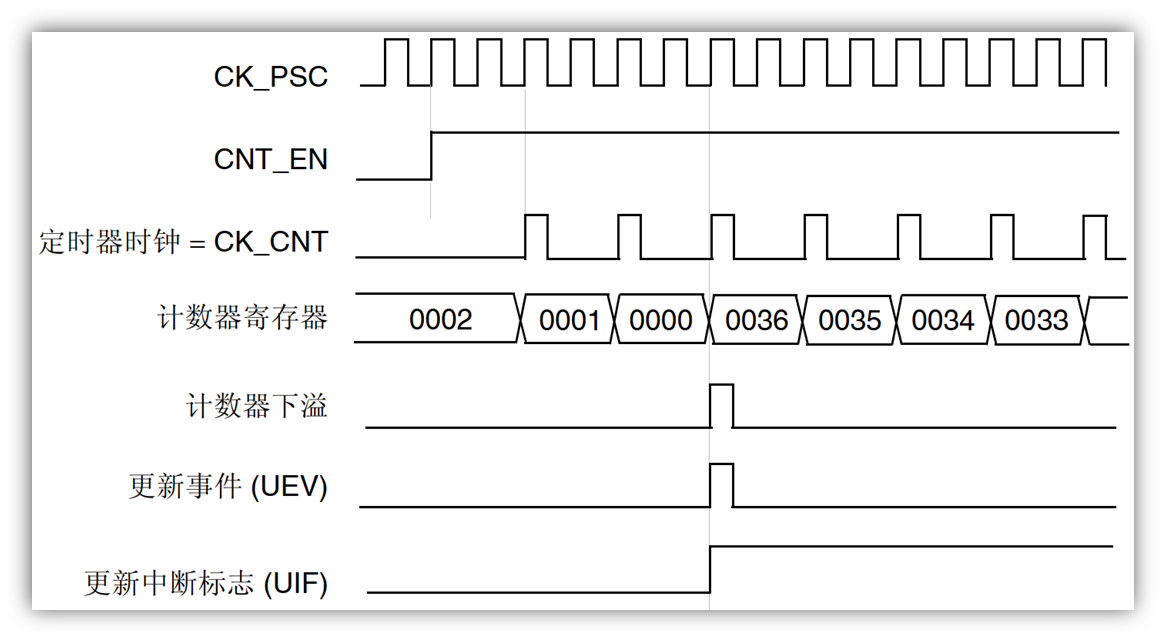 CK_PSC
CNT_EN
定时器时钟 = CK_CNT
计数器寄存器 0002 0001 0000 0036 0035 0034 0033
计数器下溢
更新事件 (UEV)
更新中断标志 (UIF)